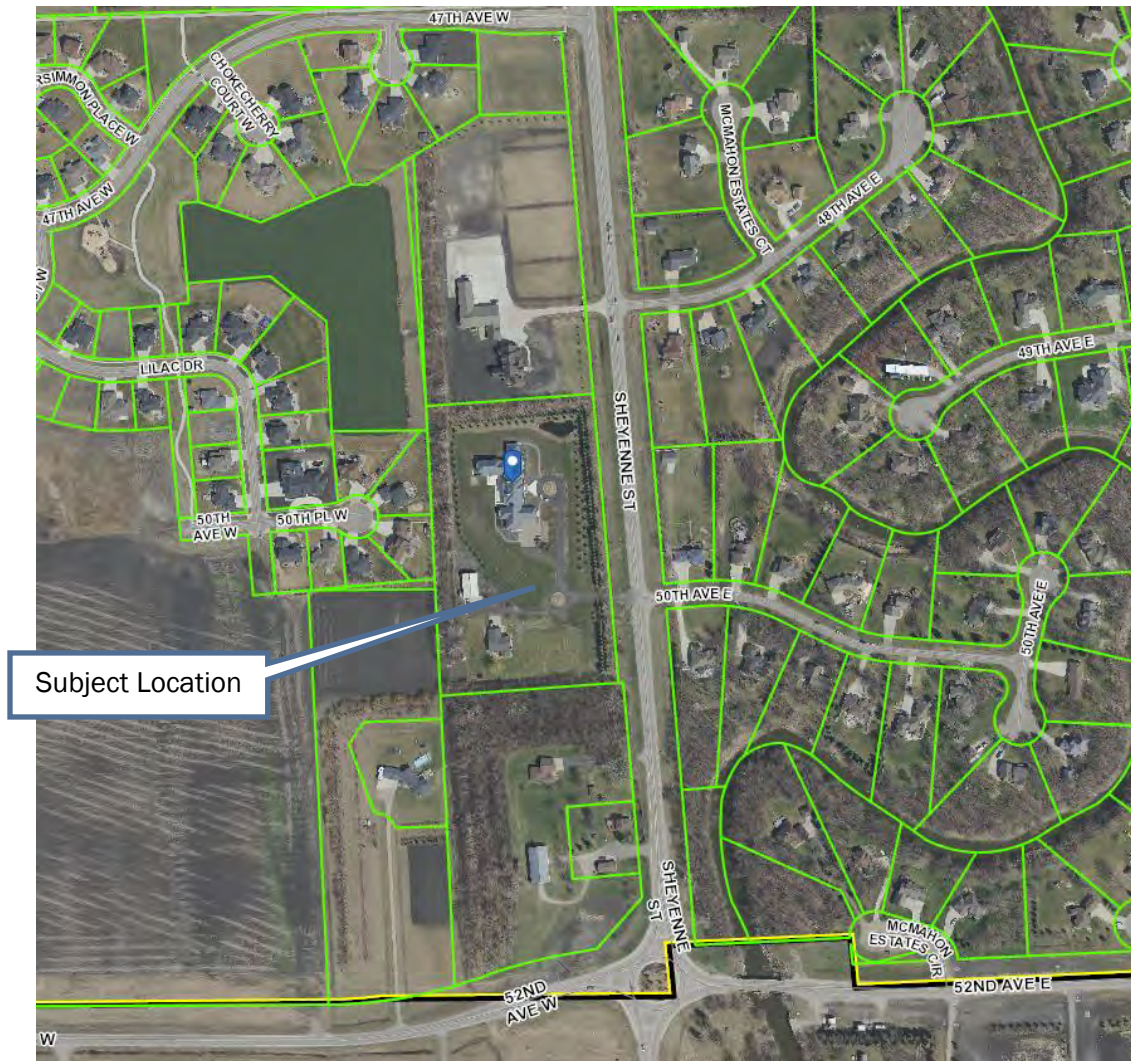 47TH AVE W
CHOKECHERRY
COURT W
RSIMMON PLACE W
MCMAHON ESTATES CT
47TH AVE W
48TH AVE E
W
LILAC DR
49TH AVE E
SHEYENNE ST
50TH
AVE W
50TH PL W
50TH AVE E
50TH AVE E
Subject Location
SHEYENNE
ST
MCMAHON
ESTATES CIR
52ND
AVE W
52ND AVE E
W